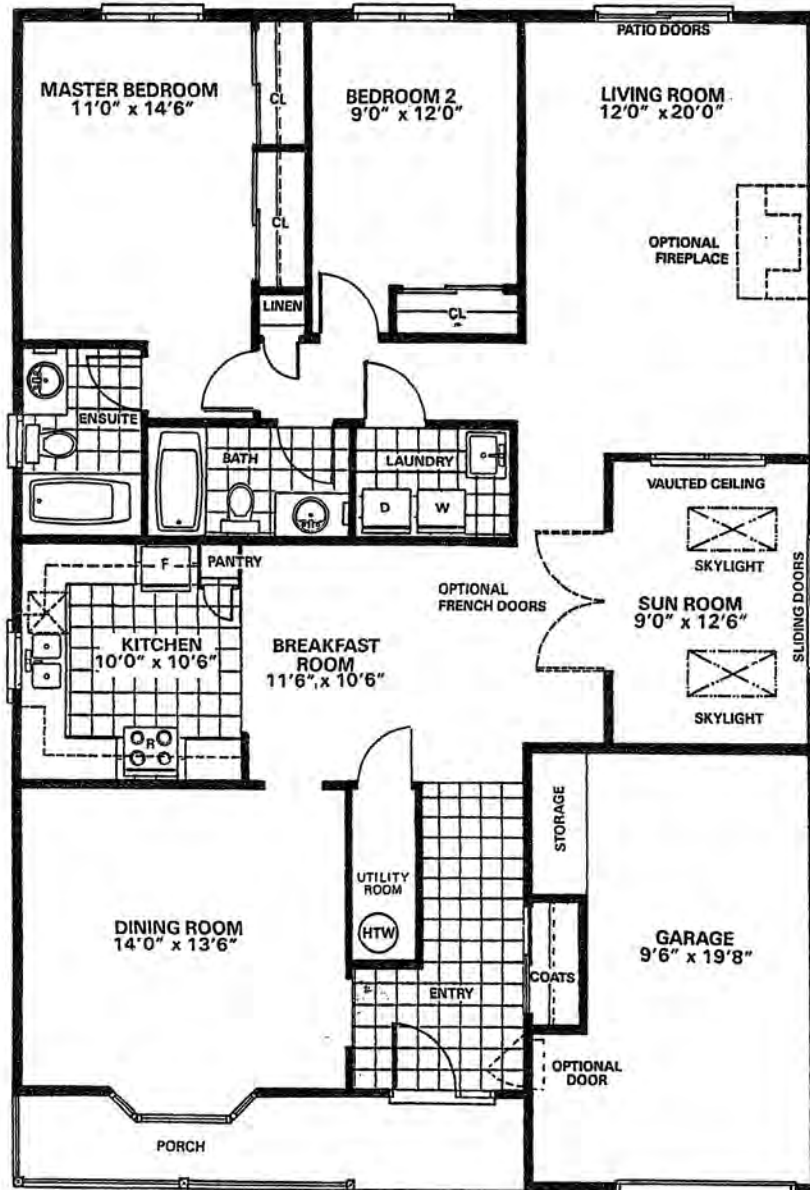 PATIO DOORS
MASTER BEDROOM
11'0" x 14'6"
CL
BEDROOM 2
9'0" x 12'0"
LIVING ROOM
12'0" x 20'0"
CL
OPTIONAL
FIREPLACE
LINEN
CL
ENSUITE
BATH
LAUNDRY
D
W
VAULTED CEILING
SKYLIGHT
F
PANTRY
OPTIONAL
FRENCH DOORS
SUN ROOM
9'0" x 12'6"
SLIDING DOORS
KITCHEN
10'0" x 10'6"
BREAKFAST
ROOM
11'6" x 10'6"
SKYLIGHT
R
STORAGE
UTILITY
ROOM
HTW
DINING ROOM
14'0" x 13'6"
GARAGE
9'6" x 19'8"
COATS
ENTRY
OPTIONAL
DOOR
PORCH